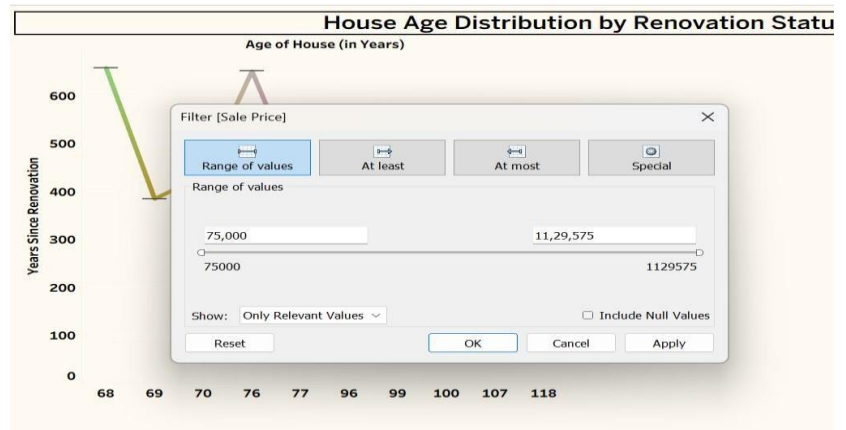 House Age Distribution by Renovation Statu
Age of House (in Years)
600
500
400
300
200
100
0
Years Since Renovation
Filter [Sale Price]
Range of values At least At most Special
Range of values
75,000 11,29,575
75000 1129575
Show: Only Relevant Values Include Null Values
Reset OK Cancel Apply
68 69 70 76 77 96 99 100 107 118